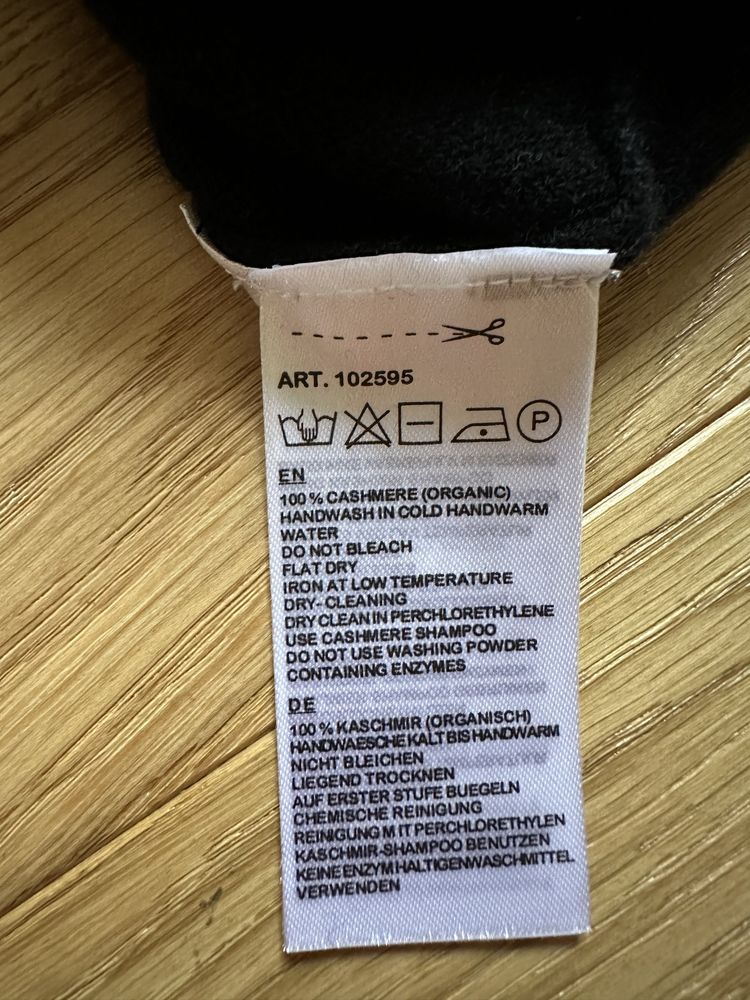 ART. 102595
P
EN
100 % CASHMERE (ORGANIC)
HANDWASH IN COLD HANDWARM
WATER
DO NOT BLEACH
FLAT DRY
IRON AT LOW TEMPERATURE
DRY-CLEANING
DRY CLEAN IN PERCHLORETHYLENE
USE CASHMERE SHAMPOO
DO NOT USE WASHING POWDER
CONTAINING ENZYMES
DE
100 % KASCHMIR (ORGANISCH)
HANDWAESCHE KALT BIS HANDWARM
NICHT BLEICHEN
LIEGEND TROCKNEN
AUF ERSTER STUFE BUEGELN
CHEMISCHE REINIGUNG
REINIGUNG MIT PERCHLORETHYLEN
KASCHMIR-SHAMPOO BENUTZEN
KEINE ENZYMHALTIGEN WASCHMITTEL
VERWENDEN